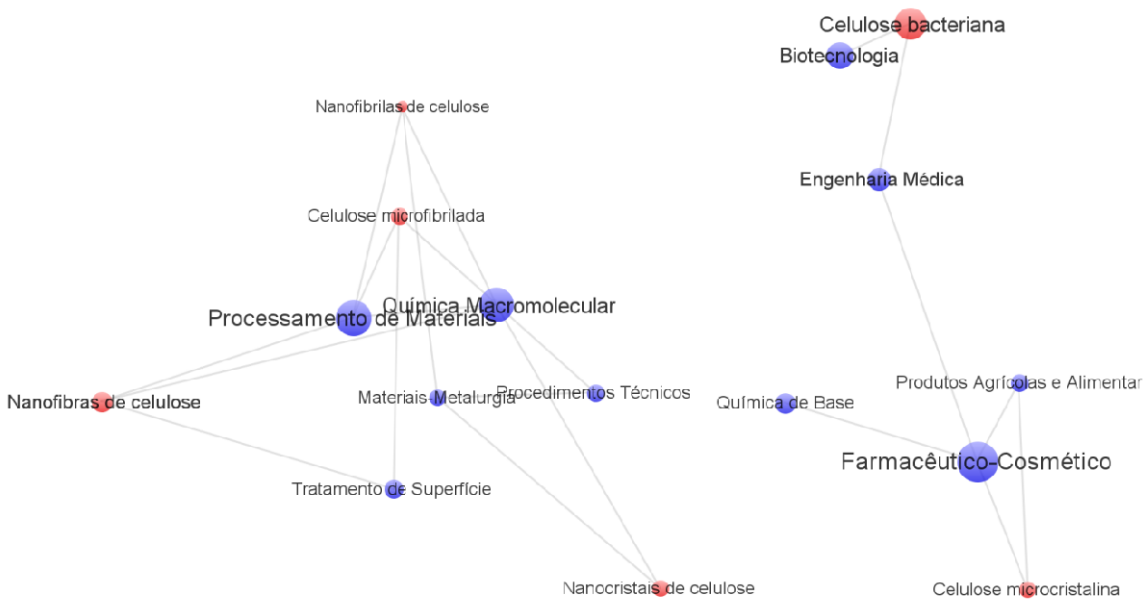 Celulose bacteriana
Biotecnologia
Nanofibrilas de celulose
Engenharia Médica
Celulose microfibrilada
Química Macromolecular
Processamento de Materiais
Produtos Agrícolas e Alimentar
Materiais Metalurgia
Procedimentos Técnicos
Nanofibras de celulose
Química de Base
Farmacêutico-Cosmético
Tratamento de Superfície
Nanocristais de celulose
Celulose microcristalina